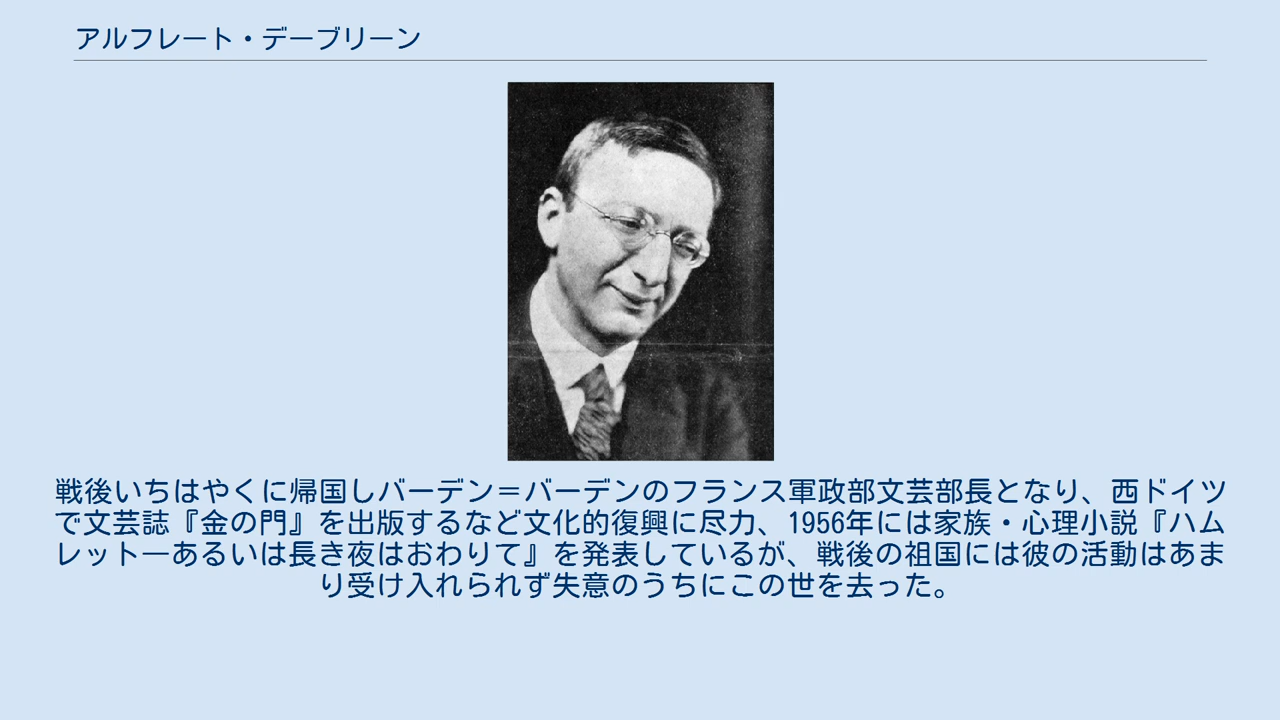 アルフレート・デーブリーン
戦後いちはやくに帰国しバーデン＝バーデンのフランス軍政部文芸部長となり、西ドイツ
で文芸誌『金の門』を出版するなど文化的復興に尽力、1956年には家族・心理小説『ハム
レット―あるいは長き夜はおわりて』を発表しているが、戦後の祖国には彼の活動はあま
り受け入れられず失意のうちにこの世を去った。